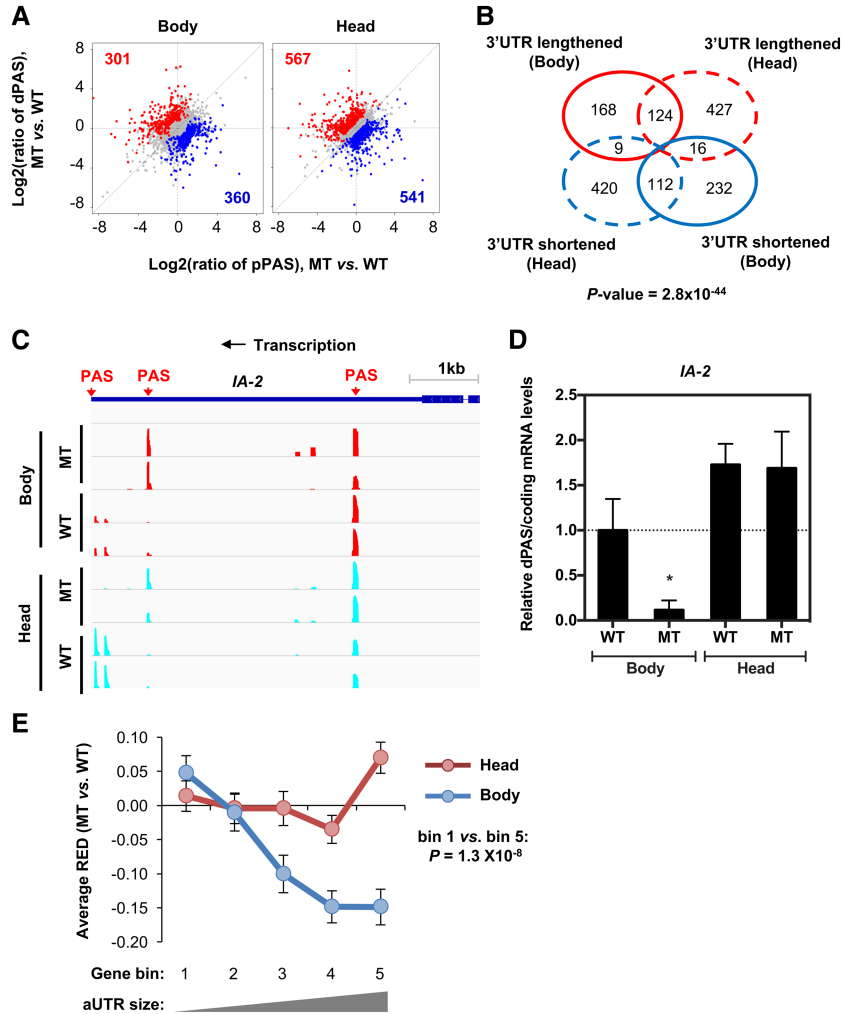 A
Body
Head
Log2(ratio of dPAS),
MT vs. WT
8
4
0
-4
-8
301
360
567
541
-8 -4 0 4 8
-8 -4 0 4 8
Log2(ratio of pPAS), MT vs. WT
B
3'UTR lengthened
(Body)
3'UTR lengthened
(Head)
168
124
427
9
16
420
112
232
3'UTR shortened
(Head)
3'UTR shortened
(Body)
P-value = 2.8x10-44
C
Transcription
1kb
PAS
PAS
IA-2
PAS
Body
MT
WT
Head
MT
WT
D
IA-2
Relative dPAS/coding mRNA levels
2.5
2.0
1.5
1.0
0.5
0.0
*
WT MT WT MT
Body Head
E
Average RED (MT vs. WT)
0.10
0.05
0.00
-0.05
-0.10
-0.15
-0.20
Head
Body
bin 1 vs. bin 5:
P = 1.3 X10-8
Gene bin: 1 2 3 4 5
aUTR size: